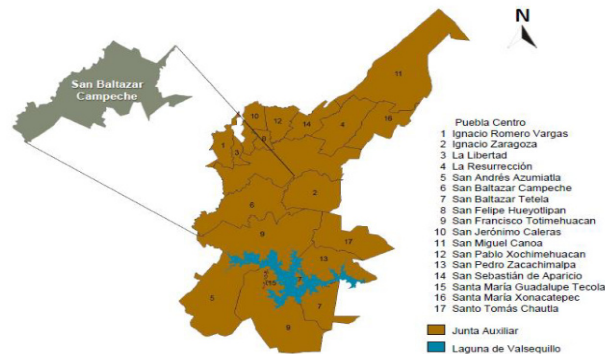 N
San Baltazar
Campeche
11
10
12
14
4
16
8
1
3
2
6
9
17
13
5
7
9
Puebla Centro
1 Ignacio Romero Vargas
2 Ignacio Zaragoza
3 La Libertad
4 La Resurrección
5 San Andrés Azumiatla
6 San Baltazar Campeche
7 San Baltazar Tetela
8 San Felipe Hueyotlipan
9 San Francisco Totimehuacan
10 San Jerónimo Caleras
11 San Miguel Canoa
12 San Pablo Xochimehuacan
13 San Pedro Zacachimalpa
14 San Sebastián de Aparicio
15 Santa María Guadalupe Tecola
16 Santa María Xonacatepec
17 Santo Tomás Chautla
Junta Auxiliar
Laguna de Valsequillo